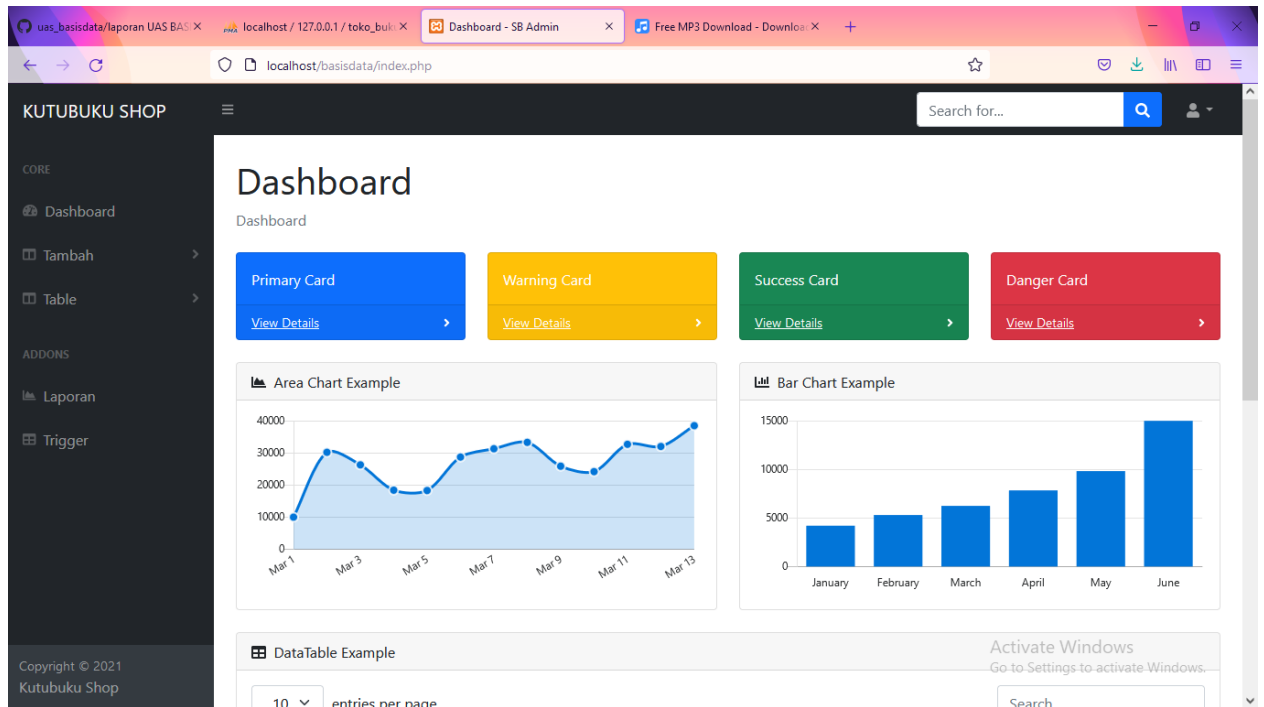 uas_basisdata/laporan UAS BAS
localhost / 127.0.0.1 / toko_buku
Dashboard - SB Admin
Free MP3 Download - Download
localhost/basisdata/index.php
KUTUBUKU SHOP
Search for...
CORE
Dashboard
Tambah
Table
ADDONS
Laporan
Trigger
Copyright © 2021
Kutubuku Shop
Dashboard
Dashboard
Primary Card
View Details
Warning Card
View Details
Success Card
View Details
Danger Card
View Details
Area Chart Example
40000
30000
20000
10000
0
Mar 1
Mar 3
Mar 5
Mar 7
Mar 9
Mar 11
Mar 13
Bar Chart Example
15000
10000
5000
0
January
February
March
April
May
June
DataTable Example
10
entries per page
Search
Activate Windows
Go to Settings to activate Windows.